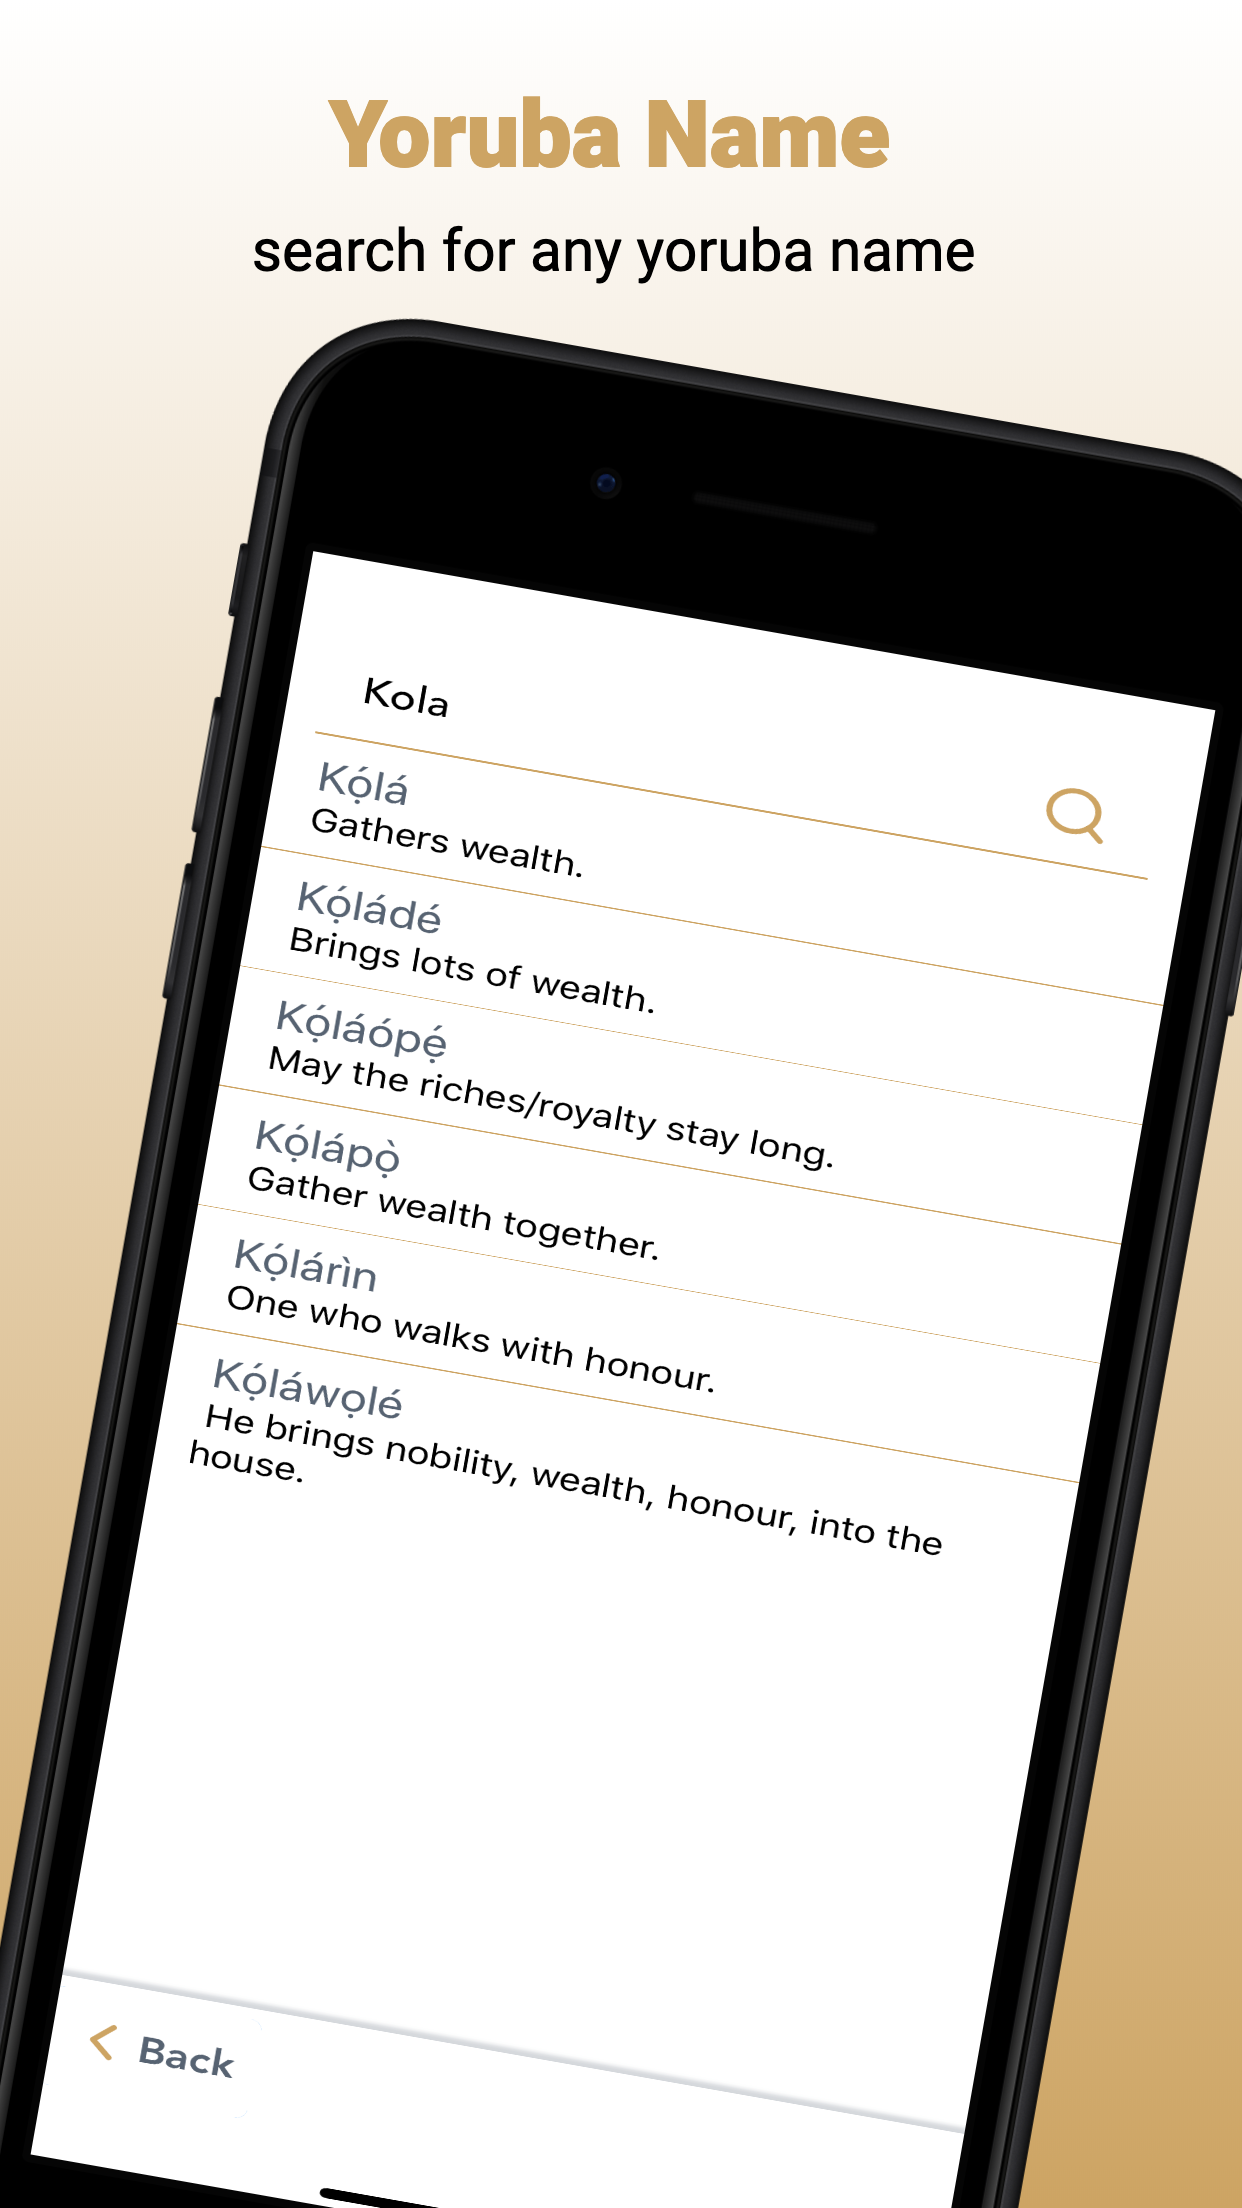 Yoruba Name
search for any yoruba name
Kola
Kọ́lá
Gathers wealth.
Kọ́ládé
Brings lots of wealth.
Kọ́láópẹ́
May the riches/royalty stay long.
Kọ́lápọ̀
Gather wealth together.
Kọ́lárìn
One who walks with honour.
Kọ́láwọlé
He brings nobility, wealth, honour, into the
house.
Back